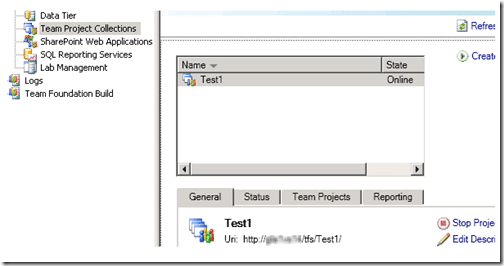 Data Tier
Team Project Collections
SharePoint Web Applications
SQL Reporting Services
Lab Management
Logs
Team Foundation Build
Refres
Create
Name State
Test1 Online
General Status Team Projects Reporting
Test1
Stop Proje
Uri: http:// /tfs/Test1/
Edit Descri